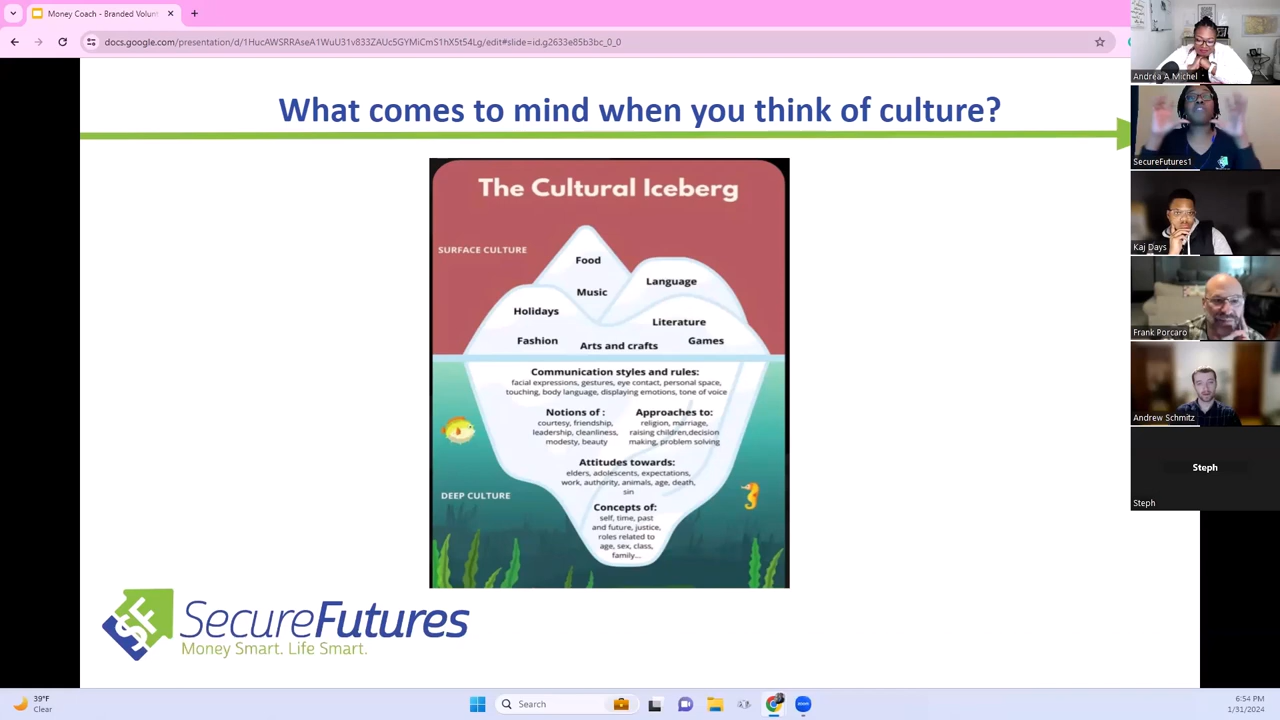 Money Coach - Branded Volun
docs.google.com/presentation/d/1HucAWSRRAseA1WuU31v833ZAUc5GYMiCmS1hX5t54Lg/edit#slide=id.g2633e85b3bc_0_0
What comes to mind when you think of culture?
The Cultural Iceberg
SURFACE CULTURE
Food
Language
Music
Holidays
Literature
Fashion
Arts and crafts
Games
Communication styles and rules:
facial expressions, gestures, eye contact, personal space,
touching, body language, displaying emotions, tone of voice
Notions of :
courtesy, friendship,
leadership, cleanliness,
modesty, beauty
Approaches to:
religion, marriage,
raising children,decision
making, problem solving
Attitudes towards:
elders, adolescents, expectations,
work, authority, animals, age, death,
sin
DEEP CULTURE
Concepts of:
self, time, past
and future, justice,
roles related to
age, sex, class,
family...
SF
SecureFutures
Money Smart. Life Smart.
Andrea A Michel
SecureFutures1
Kaj Days
Frank Porcaro
Andrew Schmitz
Steph
Steph
39°F
Clear
Search
zoom
6:54 PM
1/31/2024